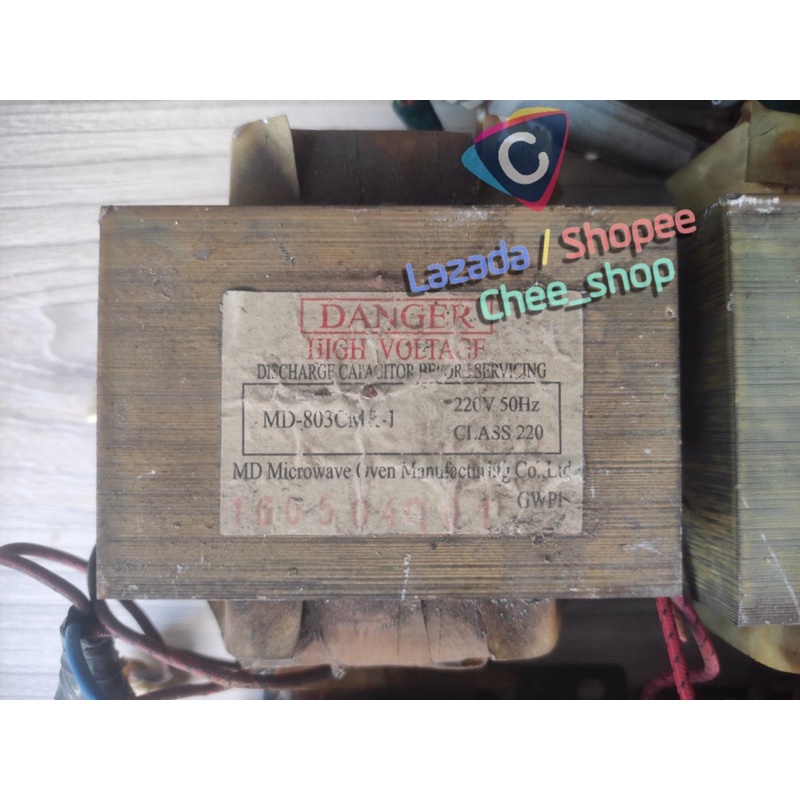 C
Lazada / Shopee
Chee_shop
DANGER
HIGH VOLTAGE
DISCHARGE CAPACITOR BEFORE SERVICING
220V 50Hz
CLASS 220
MD Microwave Oven Manufacturing Co.,Ltd